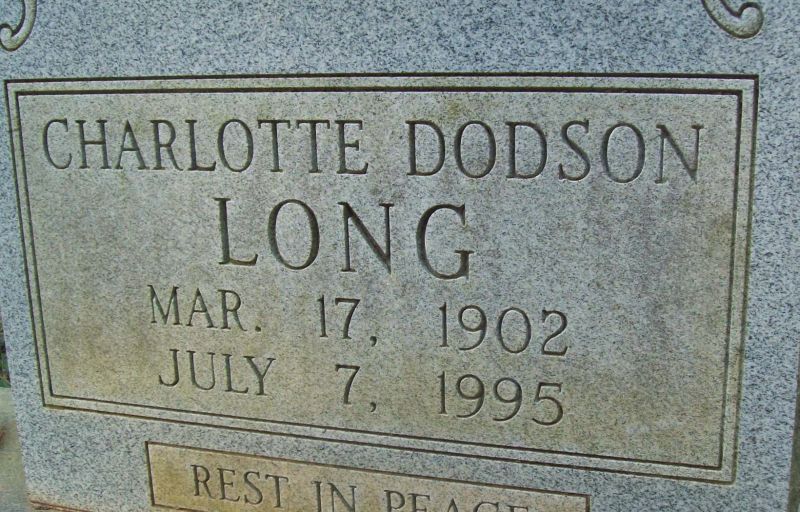 CHARLOTTE DODSON
LONG
MAR. 17, 1902
JULY 7, 1995
REST IN PEACE